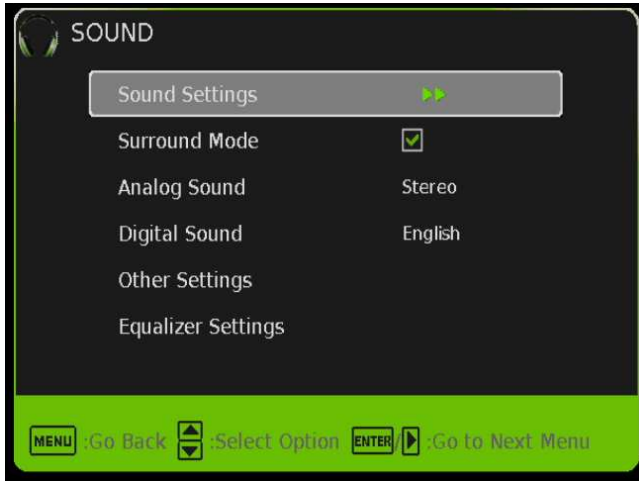 SOUND
Sound Settings
Surround Mode
Analog Sound Stereo
Digital Sound English
Other Settings
Equalizer Settings
MENU :Go Back :Select Option ENTER/ :Go to Next Menu